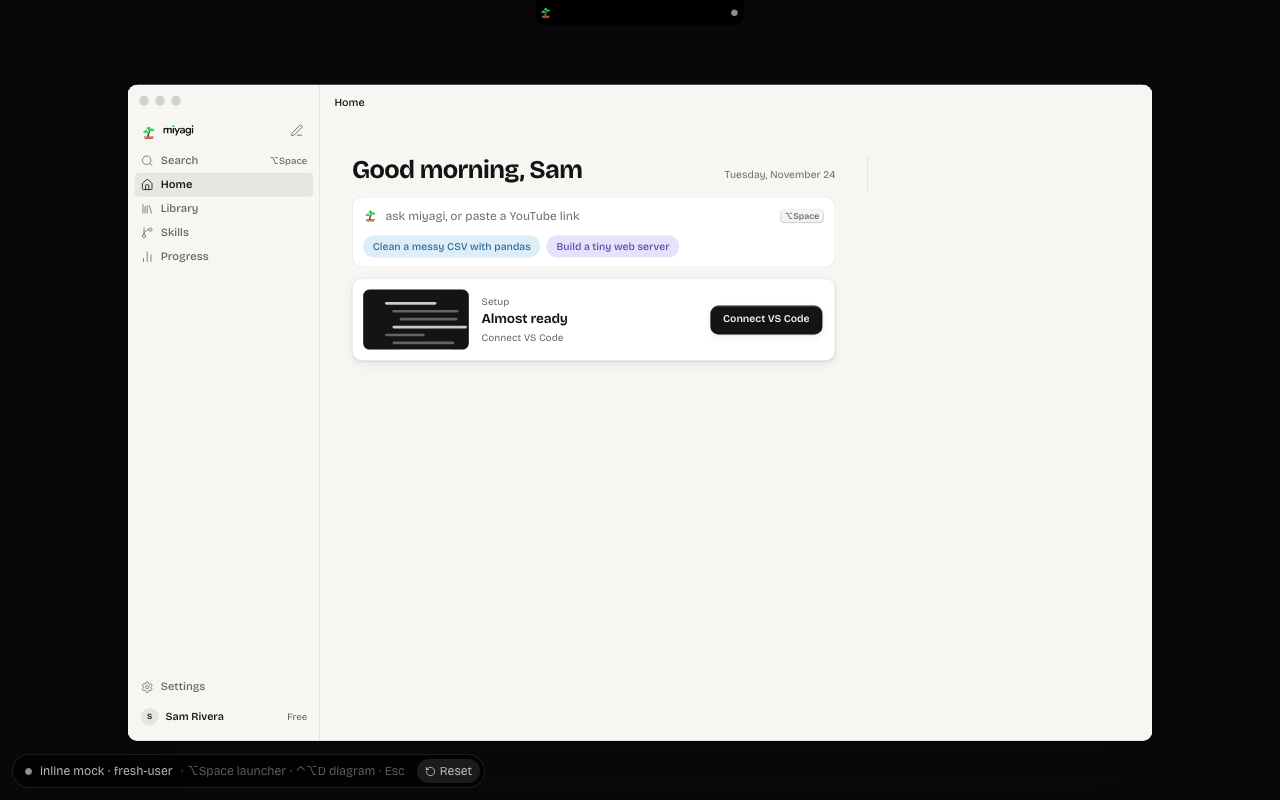 miyagi
Search ⌥Space
Home
Library
Skills
Progress
Settings
S Sam Rivera Free
Home
Good morning, Sam
Tuesday, November 24
ask miyagi, or paste a YouTube link ⌥Space
Clean a messy CSV with pandas Build a tiny web server
Setup
Almost ready
Connect VS Code
Connect VS Code
inline mock · fresh-user · ⌥Space launcher · ^⌥D diagram · Esc Reset